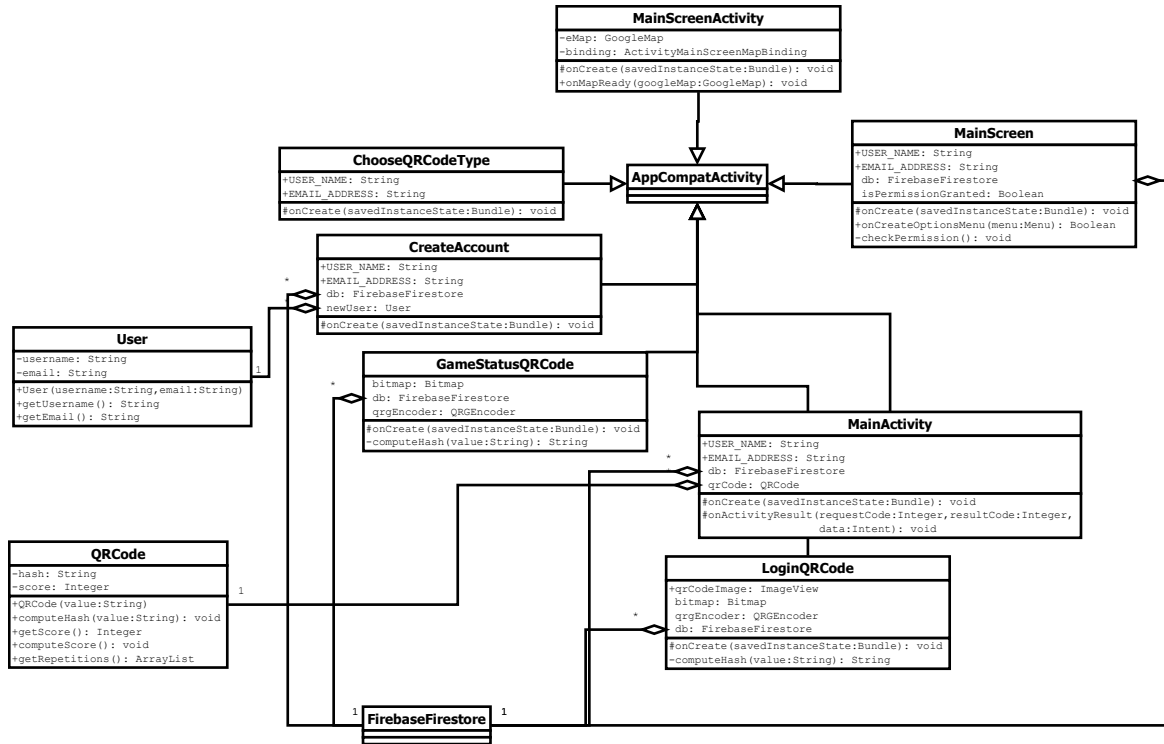 MainScreenActivity
-eMap: GoogleMap
-binding: ActivityMainScreenMapBinding
#onCreate(savedInstanceState:Bundle): void
+onMapReady(googleMap:GoogleMap): void
MainScreen
+USER_NAME: String
+EMAIL_ADDRESS: String
db: FirebaseFirestore
isPermissionGranted: Boolean
#onCreate(savedInstanceState:Bundle): void
+onCreateOptionsMenu(menu:Menu): Boolean
-checkPermission(): void
ChooseQRCodeType
+USER_NAME: String
+EMAIL_ADDRESS: String
#onCreate(savedInstanceState:Bundle): void
AppCompatActivity
CreateAccount
+USER_NAME: String
+EMAIL_ADDRESS: String
db: FirebaseFirestore
newUser: User
#onCreate(savedInstanceState:Bundle): void
*
User
-username: String
-email: String
+User(username:String,email:String)
+getUsername(): String
+getEmail(): String
1
GameStatusQRCode
bitmap: Bitmap
db: FirebaseFirestore
qrgEncoder: QRGEncoder
#onCreate(savedInstanceState:Bundle): void
-computeHash(value:String): String
*
MainActivity
+USER_NAME: String
+EMAIL_ADDRESS: String
db: FirebaseFirestore
qrCode: QRCode
#onCreate(savedInstanceState:Bundle): void
#onActivityResult(requestCode:Integer,resultCode:Integer,
data:Intent): void
*
QRCode
-hash: String
-score: Integer
+QRCode(value:String)
+computeHash(value:String): void
+getScore(): Integer
+computeScore(): void
+getRepetitions(): ArrayList
1
LoginQRCode
+qrCodeImage: ImageView
bitmap: Bitmap
qrgEncoder: QRGEncoder
db: FirebaseFirestore
#onCreate(savedInstanceState:Bundle): void
-computeHash(value:String): String
*
1
FirebaseFirestore
1